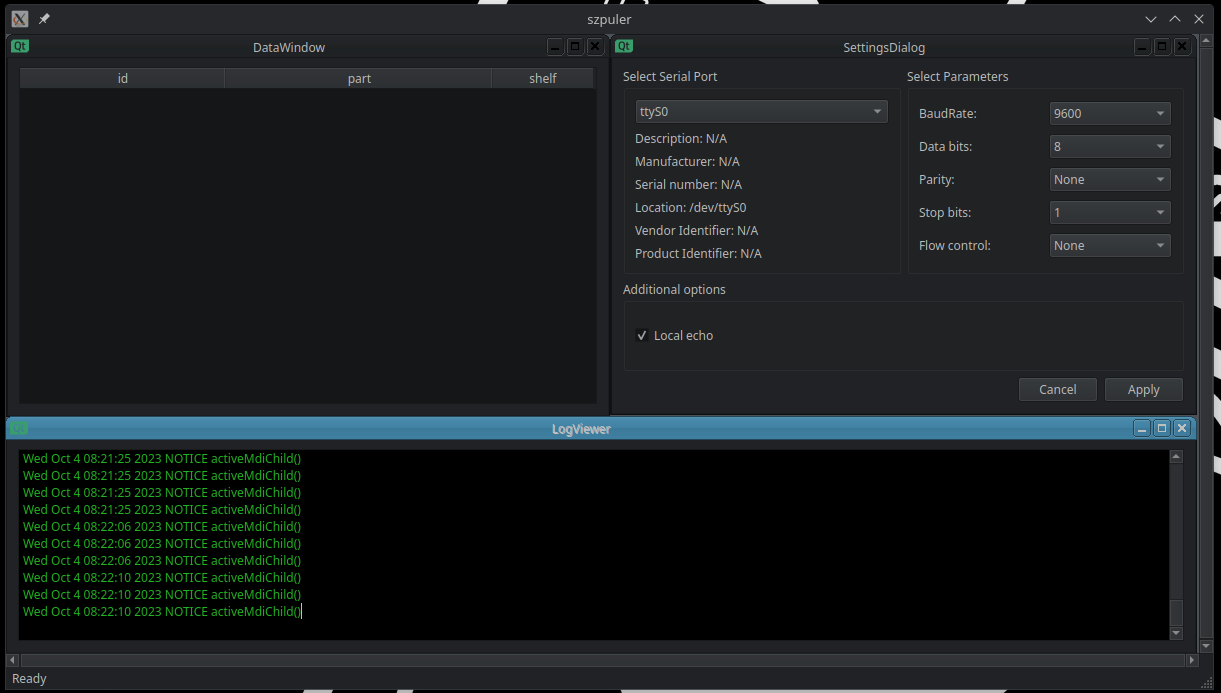 szpuler
Qt
DataWindow
id
part
shelf
Qt
SettingsDialog
Select Serial Port
ttyS0
Description: N/A
Manufacturer: N/A
Serial number: N/A
Location: /dev/ttyS0
Vendor Identifier: N/A
Product Identifier: N/A
Select Parameters
BaudRate:
9600
Data bits:
8
Parity:
None
Stop bits:
1
Flow control:
None
Additional options
Local echo
Cancel
Apply
Qt
LogViewer
Wed Oct 4 08:21:25 2023 NOTICE activeMdiChild()
Wed Oct 4 08:21:25 2023 NOTICE activeMdiChild()
Wed Oct 4 08:21:25 2023 NOTICE activeMdiChild()
Wed Oct 4 08:21:25 2023 NOTICE activeMdiChild()
Wed Oct 4 08:22:06 2023 NOTICE activeMdiChild()
Wed Oct 4 08:22:06 2023 NOTICE activeMdiChild()
Wed Oct 4 08:22:06 2023 NOTICE activeMdiChild()
Wed Oct 4 08:22:10 2023 NOTICE activeMdiChild()
Wed Oct 4 08:22:10 2023 NOTICE activeMdiChild()
Wed Oct 4 08:22:10 2023 NOTICE activeMdiChild()
Ready